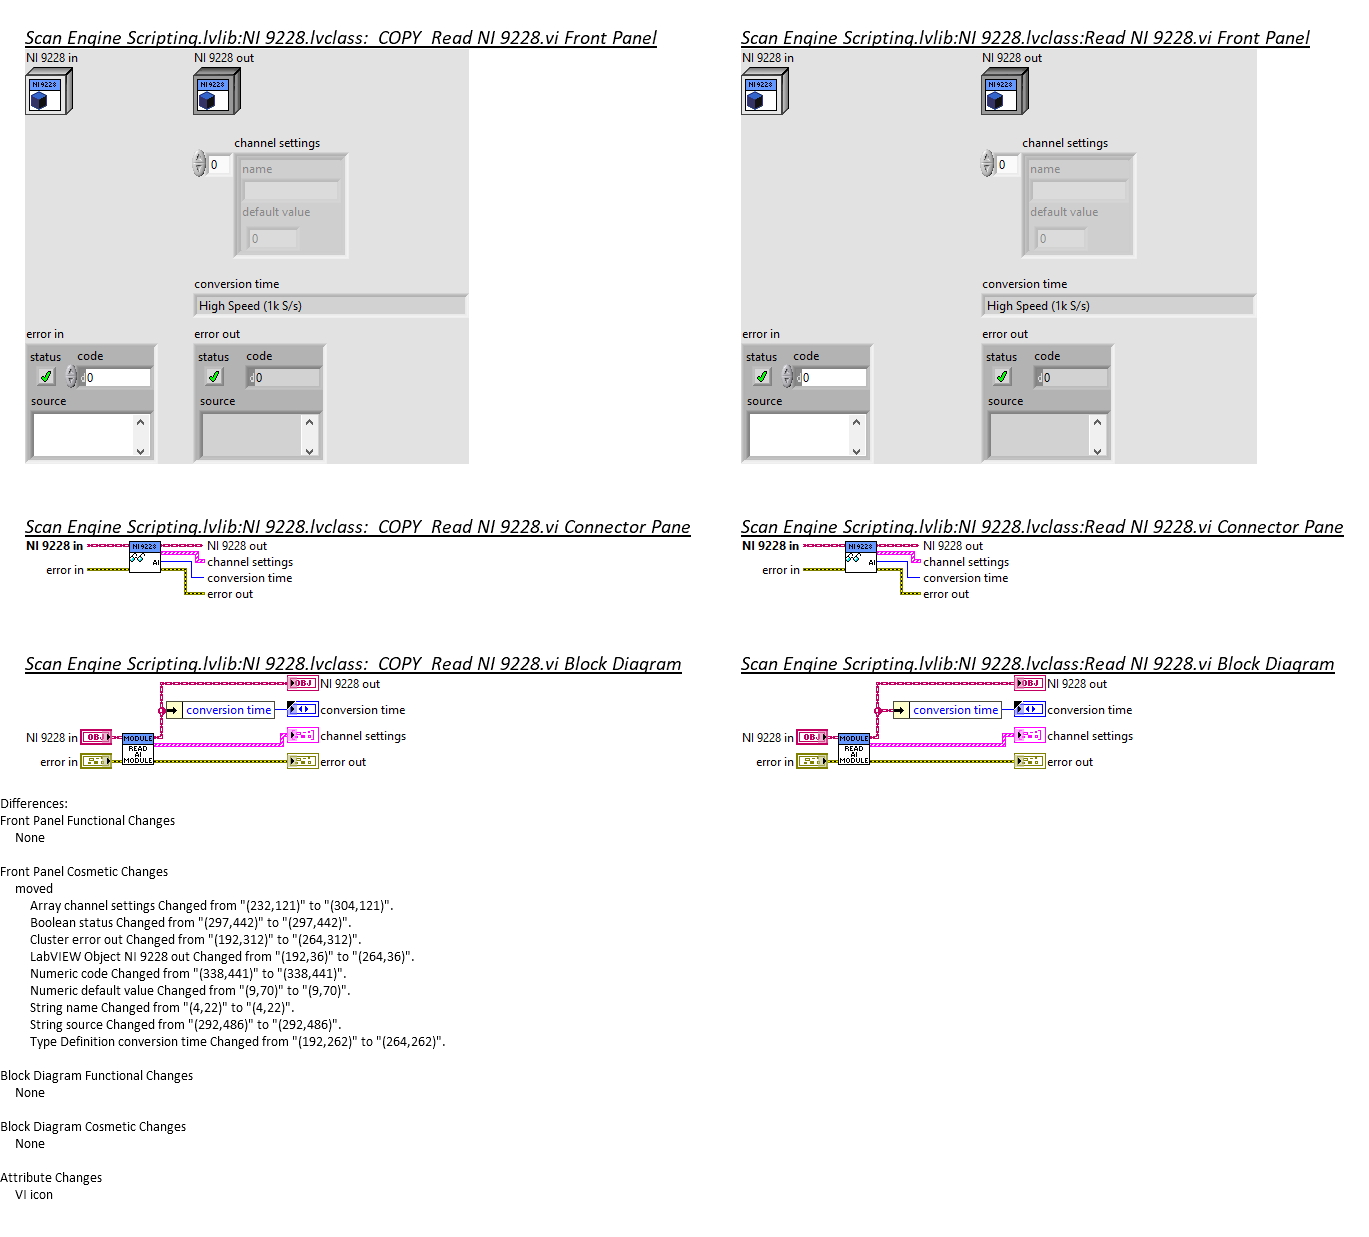 Scan Engine Scripting.lvlib:NI 9228.lvclass:_COPY_Read NI 9228.vi Front Panel
NI 9228 in
NI 9228 out
NI 9228
NI 9228
channel settings
0
name
default value
0
conversion time
High Speed (1k S/s)
error in
error out
status
code
status
code
0
0
source
source
Scan Engine Scripting.lvlib:NI 9228.lvclass:Read NI 9228.vi Front Panel
NI 9228 in
NI 9228 out
NI 9228
NI 9228
channel settings
0
name
default value
0
conversion time
High Speed (1k S/s)
error in
error out
status
code
status
code
0
0
source
source
Scan Engine Scripting.lvlib:NI 9228.lvclass:_COPY_Read NI 9228.vi Connector Pane
NI 9228 in
NI 9228
NI 9228 out
channel settings
AI
error in
conversion time
error out
Scan Engine Scripting.lvlib:NI 9228.lvclass:Read NI 9228.vi Connector Pane
NI 9228 in
NI 9228
NI 9228 out
channel settings
AI
error in
conversion time
error out
Scan Engine Scripting.lvlib:NI 9228.lvclass:_COPY_Read NI 9228.vi Block Diagram
OBJ
NI 9228 out
conversion time
conversion time
NI 9228 in
OBJ
MODULE
READ
AI
MODULE
channel settings
error in
error out
Scan Engine Scripting.lvlib:NI 9228.lvclass:Read NI 9228.vi Block Diagram
OBJ
NI 9228 out
conversion time
conversion time
NI 9228 in
OBJ
MODULE
READ
AI
MODULE
channel settings
error in
error out
Differences:
Front Panel Functional Changes
None
Front Panel Cosmetic Changes
moved
Array channel settings Changed from "(232,121)" to "(304,121)".
Boolean status Changed from "(297,442)" to "(297,442)".
Cluster error out Changed from "(192,312)" to "(264,312)".
LabVIEW Object NI 9228 out Changed from "(192,36)" to "(264,36)".
Numeric code Changed from "(338,441)" to "(338,441)".
Numeric default value Changed from "(9,70)" to "(9,70)".
String name Changed from "(4,22)" to "(4,22)".
String source Changed from "(292,486)" to "(292,486)".
Type Definition conversion time Changed from "(192,262)" to "(264,262)".
Block Diagram Functional Changes
None
Block Diagram Cosmetic Changes
None
Attribute Changes
VI icon